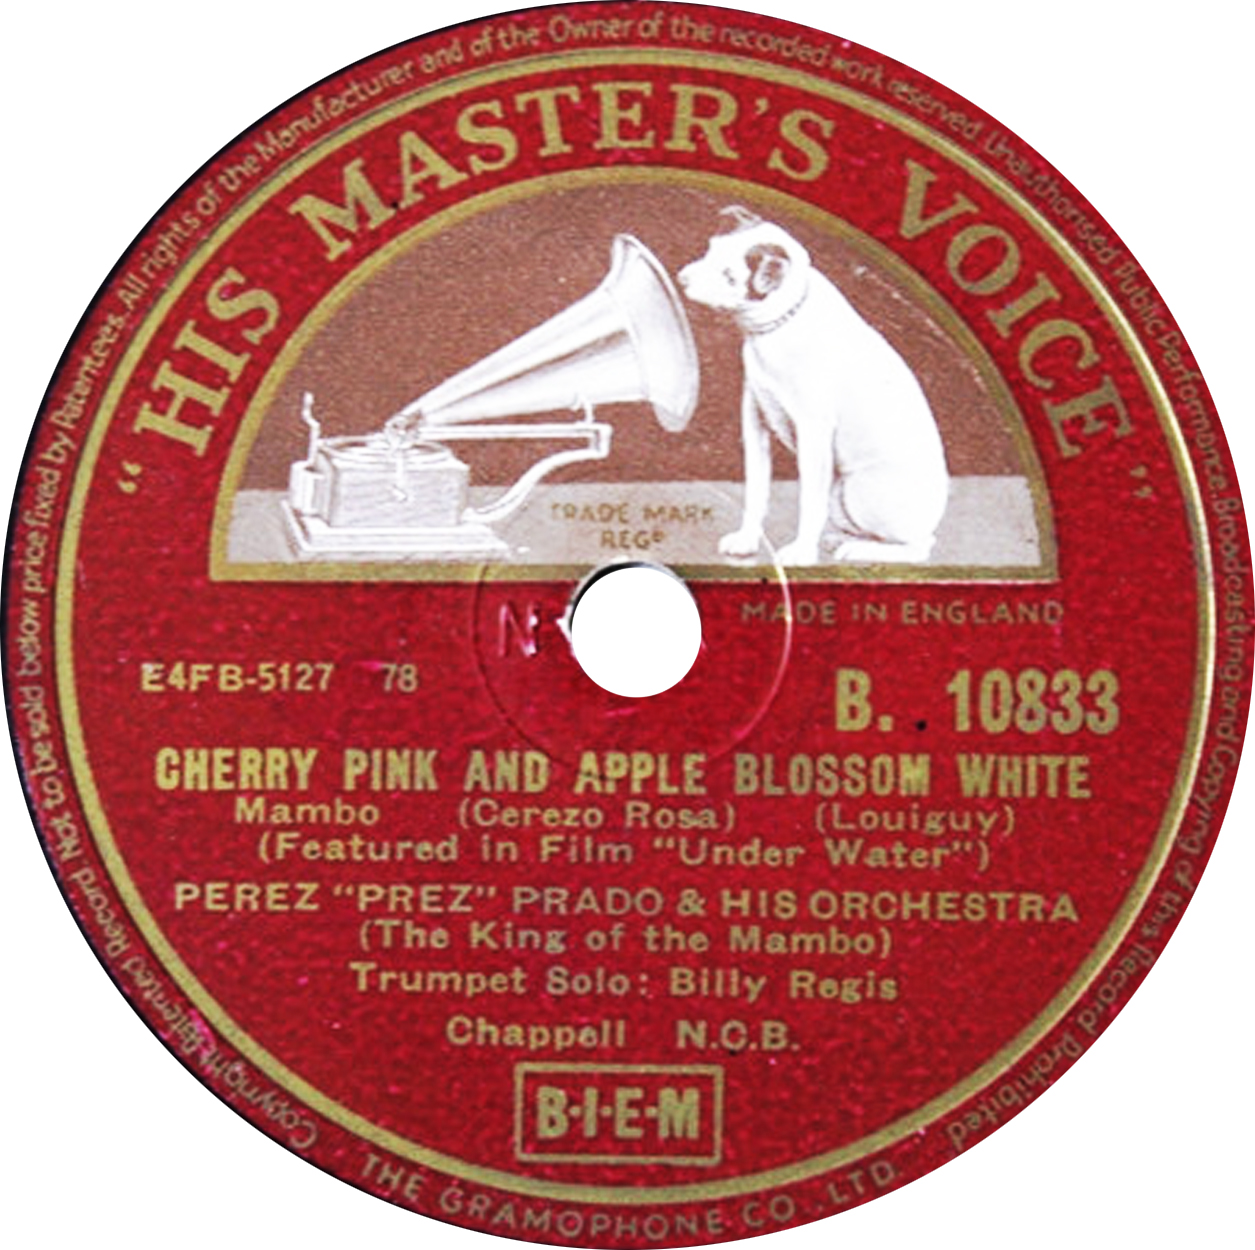 Copyright. Patented Record. Not to be sold below price fixed by Patentees. All rights of the Manufacturer and of the Owner of the recorded work reserved. Unauthorised Public Performance. Broadcasting and Copying of this Record Prohibited
“HIS MASTER'S VOICE”
TRADE MARK
REGD
MADE IN ENGLAND
E4FB-5127 78
B. . 10833
CHERRY PINK AND APPLE BLOSSOM WHITE
Mambo (Cerezo Rosa) (Louiguy)
(Featured in Film “Under Water”)
PEREZ “PREZ” PRADO & HIS ORCHESTRA
(The King of the Mambo)
Trumpet Solo: Billy Regis
Chappell N.C.B.
B·I·E·M
THE GRAMOPHONE CO., LTD.